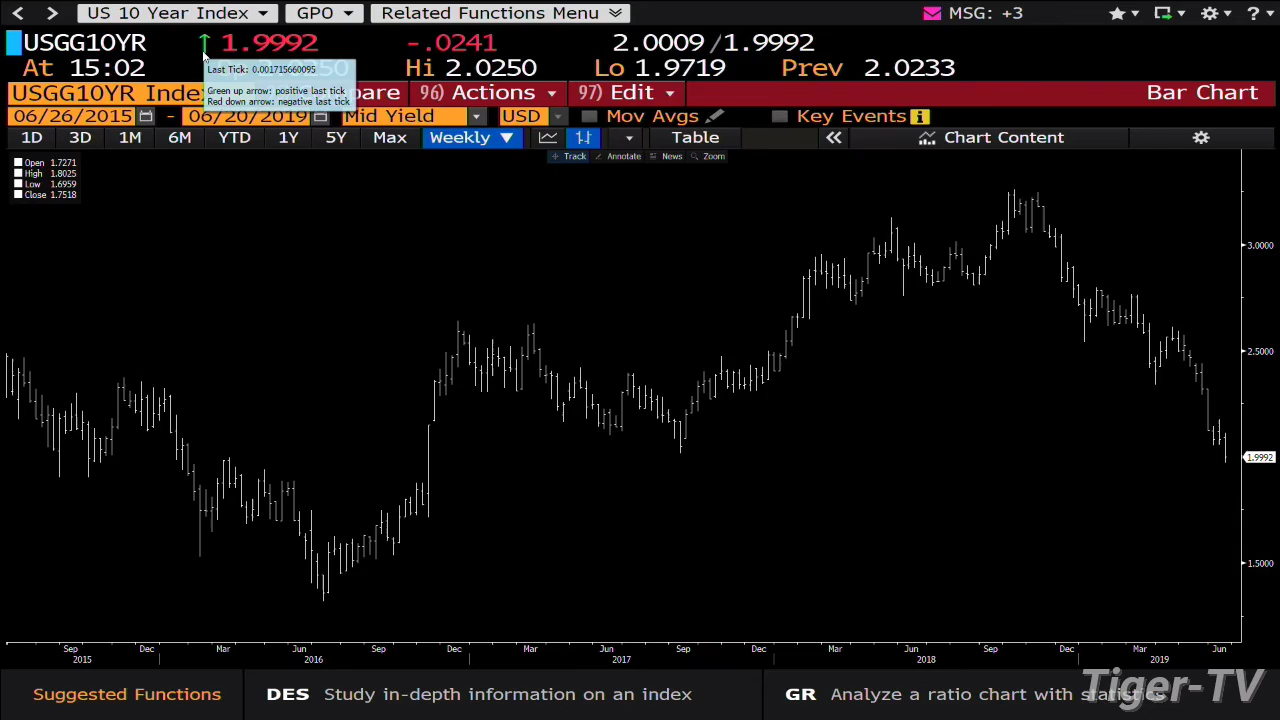 US 10 Year Index GPO Related Functions Menu MSG: +3 ?
USGG10YR ↑ 1.9992 -.0241 2.0009/1.9992
At 15:02 Hi 2.0250 Lo 1.9719 Prev 2.0233
Last Tick: 0.001715660095
Green up arrow: positive last tick
Red down arrow: negative last tick
USGG10YR 96) Actions 97) Edit Bar Chart
06/26/2015 - 06/20/2019 Mid Yield USD Mov Avgs Key Events
1D 3D 1M 6M YTD 1Y 5Y Max Weekly ▼ Table « Chart Content
Track Annotate News Zoom
Open 1.7271
High 1.8025
Low 1.6959
Close 1.7518
3.0000
2.5000
1.9992
1.5000
Sep Dec Mar Jun Sep Dec Mar Jun Sep Dec Mar Jun Sep Dec Mar Jun
2015 2016 2017 2018 2019
Suggested Functions DES Study in-depth information on an index GR Analyze a ratio chart with statistics
Tiger-TV